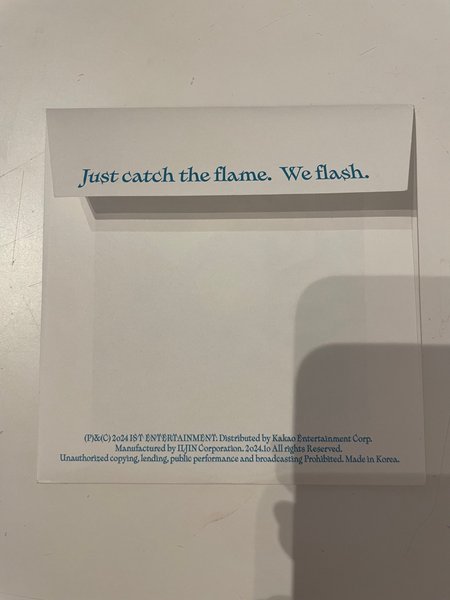 Just catch the flame. We flash.
(P)&(C) 2024 IST ENTERTAINMENT. Distributed by Kakao Entertainment Corp.
Manufactured by ILJIN Corporation. 2024.10 All rights Reserved.
Unauthorized copying, lending, public performance and broadcasting Prohibited. Made in Korea.